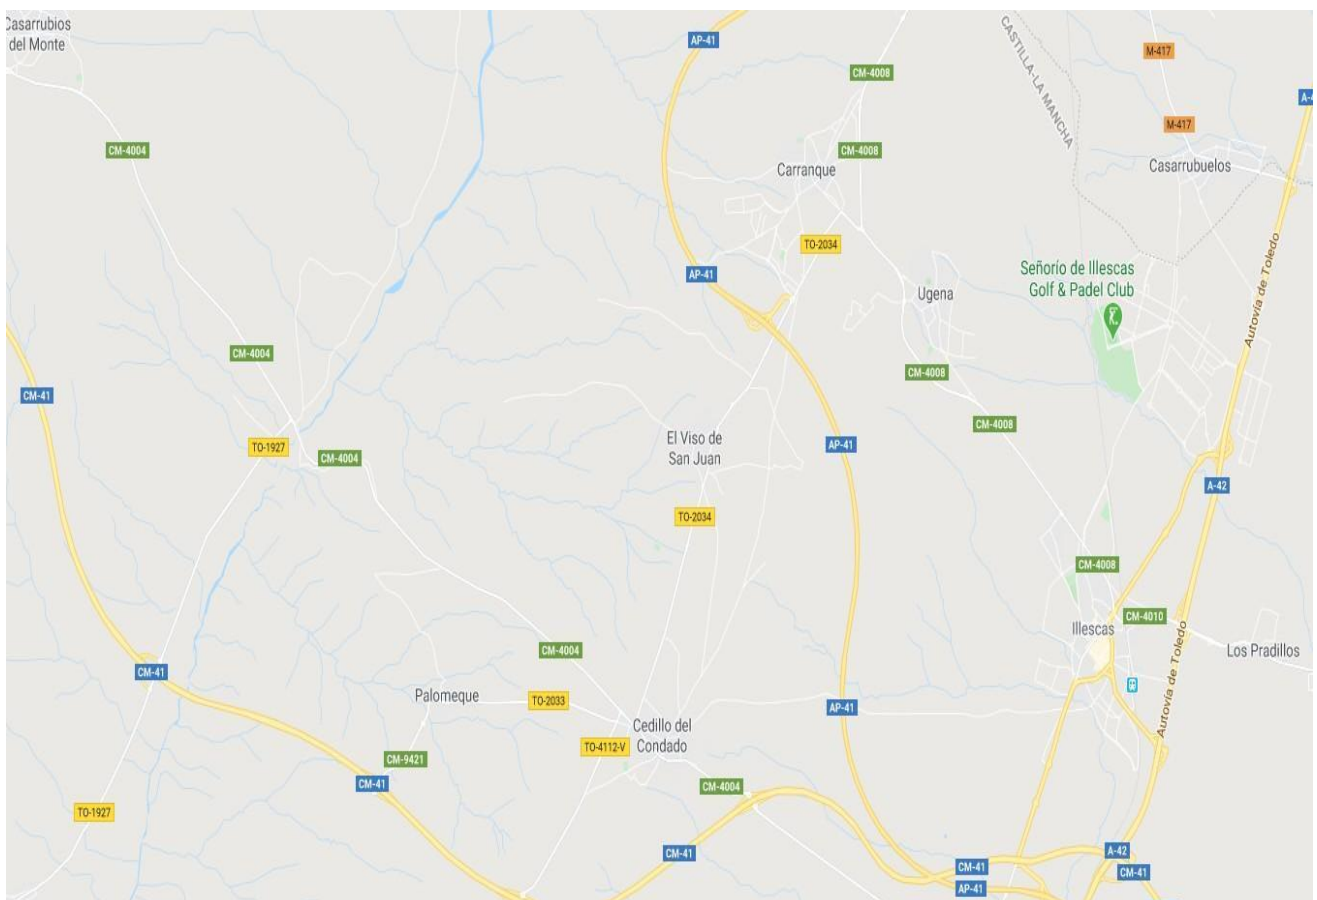 Casarrubios
del Monte
AP-41
CM-4008
CASTILLA-LA MANCHA
M-417
M-417
CM-4004
CM-4008
Carranque
Casarrubuelos
TO-2034
AP-41
Ugena
Señorío de Illescas
Golf & Padel Club
Autovía de Toledo
CM-4004
CM-4008
CM-41
CM-4008
TO-1927
CM-4004
El Viso de
San Juan
AP-41
A-42
TO-2034
CM-4008
CM-4010
Illescas
Los Pradillos
CM-4004
CM-41
Autovía de Toledo
Palomeque
TO-2033
AP-41
Cedillo del
Condado
TO-4112-V
CM-9421
CM-41
CM-4004
TO-1927
CM-41
A-42
CM-41
CM-41
AP-41